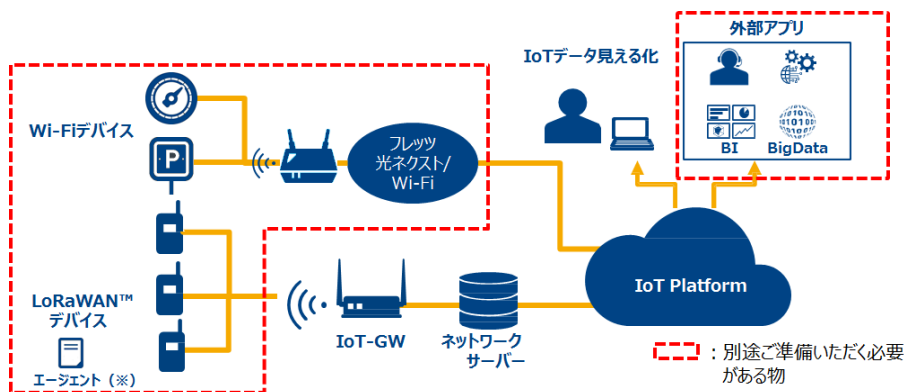 外部アプリ
IoTデータ見える化
BI
BigData
Wi-Fiデバイス
P
フレッツ
光ネクスト/
Wi-Fi
LoRaWAN™
デバイス
エージェント（※）
IoT-GW
ネットワーク
サーバー
IoT Platform
：別途ご準備いただく必要
がある物